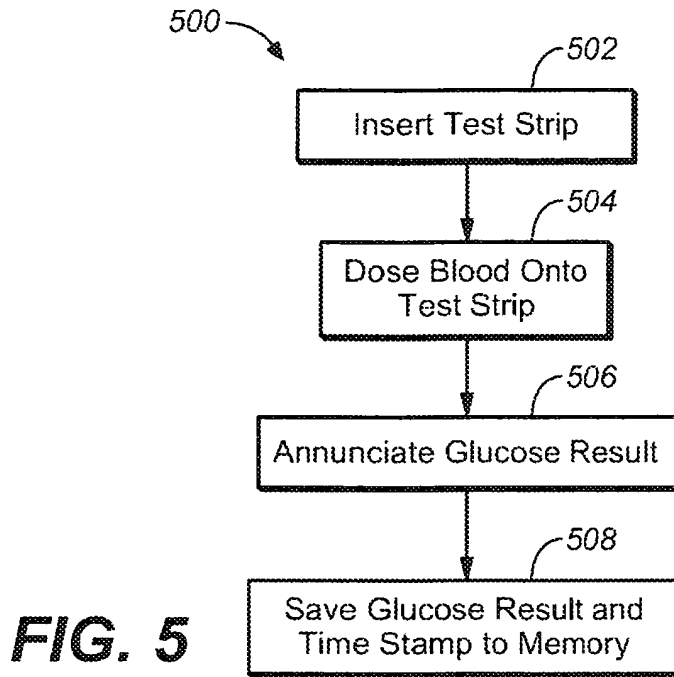 500
502
Insert Test Strip
504
Dose Blood Onto
Test Strip
506
Annunciate Glucose Result
508
Save Glucose Result and
Time Stamp to Memory
FIG. 5